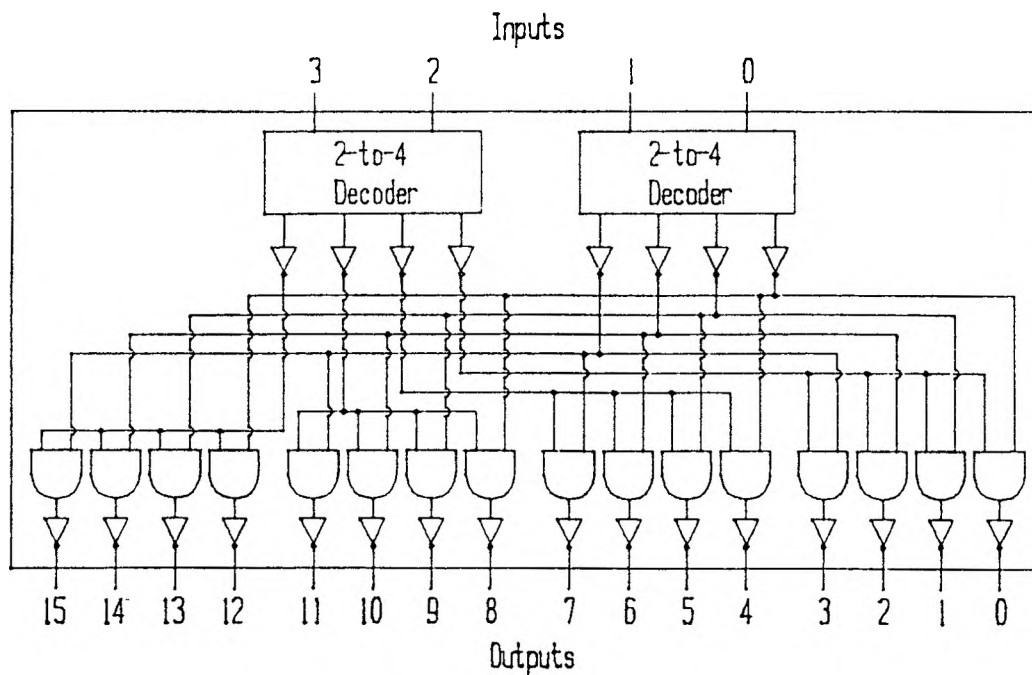 Inputs
3 2 1 0
2-to-4 2-to-4
Decoder Decoder
15 14 13 12 11 10 9 8 7 6 5 4 3 2 1 0
Outputs